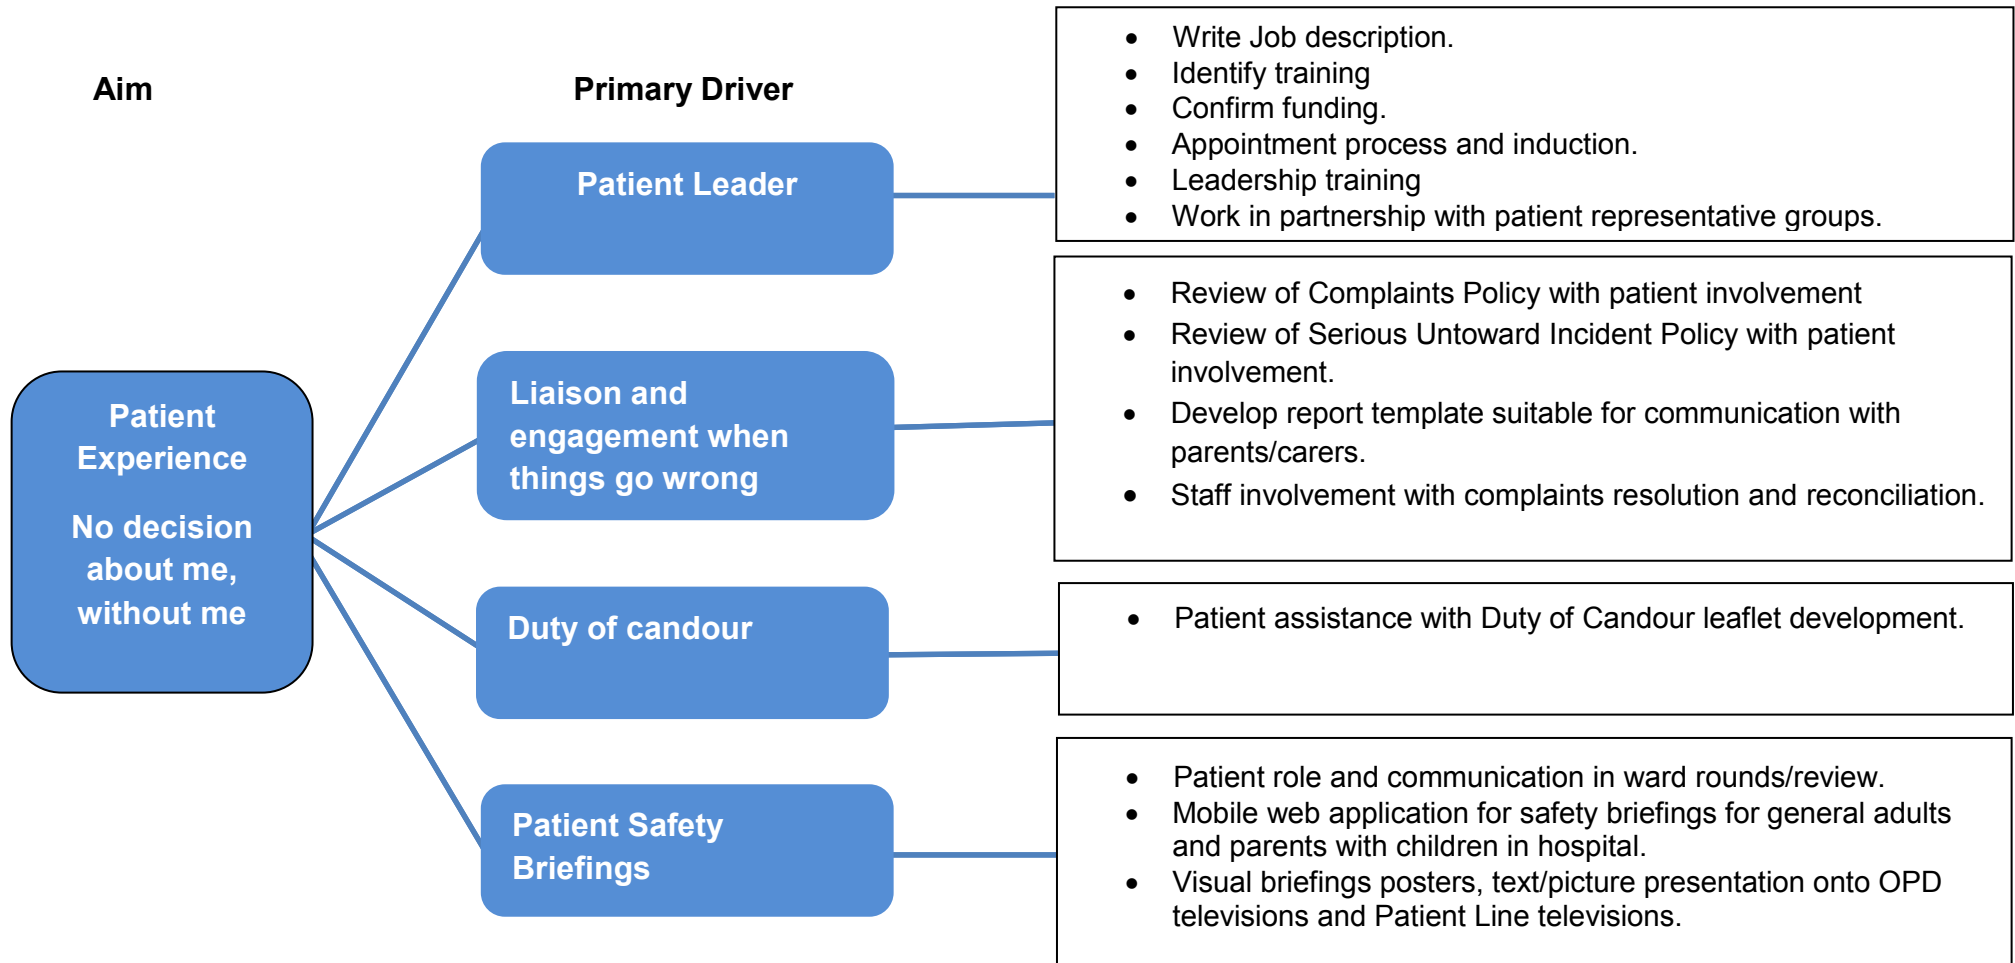 Aim
Primary Driver
Patient
Experience
No decision
about me,
without me
Patient Leader
• Write Job description.
• Identify training
• Confirm funding.
• Appointment process and induction.
• Leadership training
• Work in partnership with patient representative groups.
Liaison and
engagement when
things go wrong
• Review of Complaints Policy with patient involvement
• Review of Serious Untoward Incident Policy with patient
involvement.
• Develop report template suitable for communication with
parents/carers.
• Staff involvement with complaints resolution and reconciliation.
Duty of candour
• Patient assistance with Duty of Candour leaflet development.
Patient Safety
Briefings
• Patient role and communication in ward rounds/review.
• Mobile web application for safety briefings for general adults
and parents with children in hospital.
• Visual briefings posters, text/picture presentation onto OPD
televisions and Patient Line televisions.